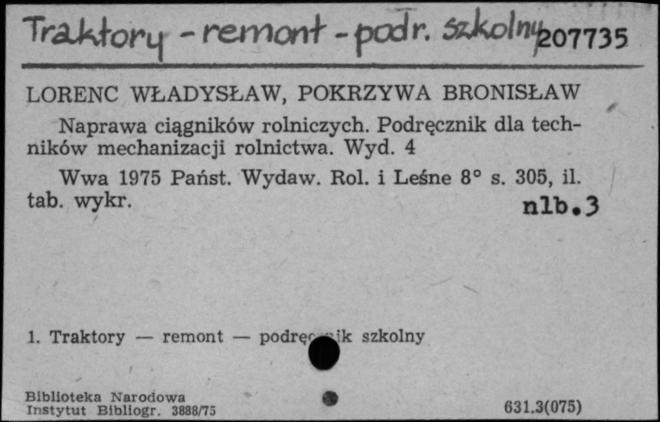 Traktory - remont - podr. szkolny 207735
LORENC WŁADYSŁAW, POKRZYWA BRONISŁAW
Naprawa ciągników rolniczych. Podręcznik dla tech-
ników mechanizacji rolnictwa. Wyd. 4
Wwa 1975 Państ. Wydaw. Rol. i Leśne 8° s. 305, il.
tab. wykr. nlb.3
1. Traktory — remont — podręcznik szkolny
Biblioteka Narodowa
Instytut Bibliogr. 3888/75 631.3(075)